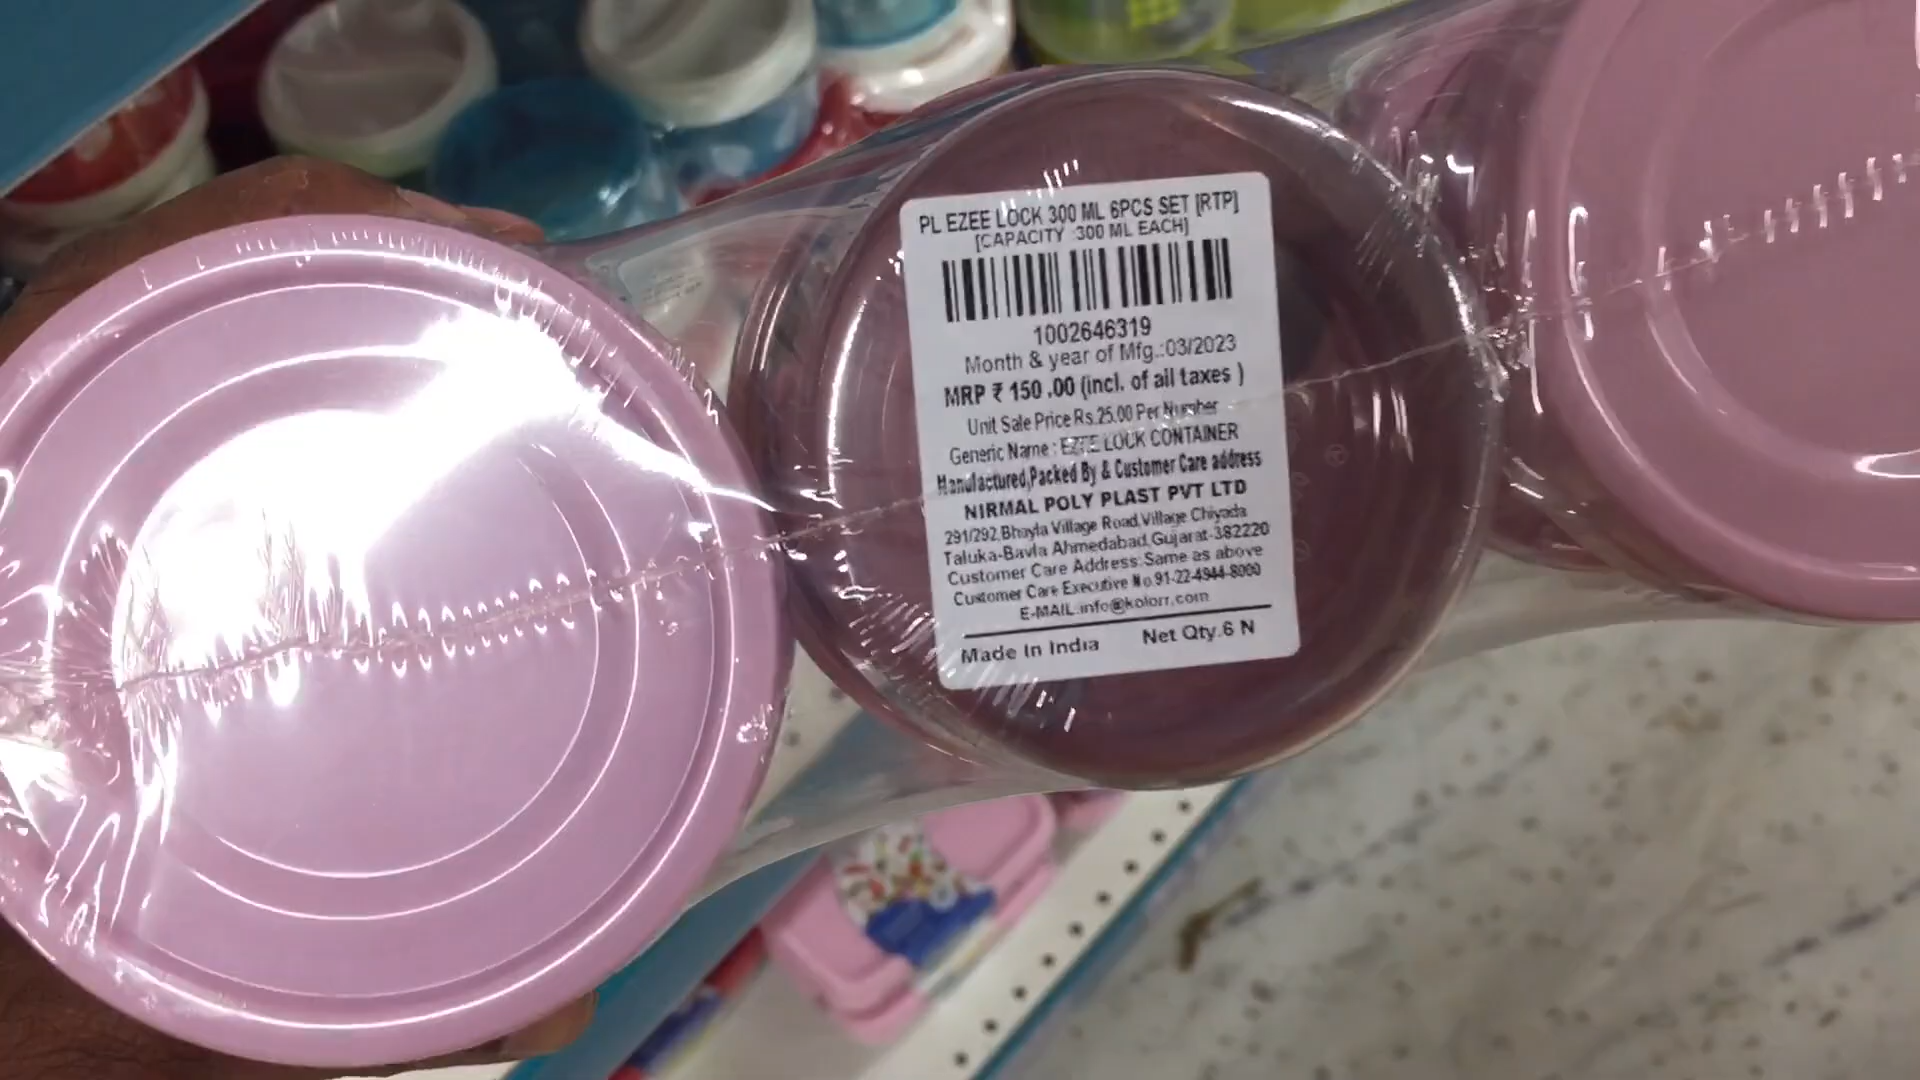 PL EZEE LOCK 300 ML 6PCS SET [RTP]
[CAPACITY :300 ML EACH]
1002646319
Month & year of Mfg.:03/2023
MRP ₹ 150.00 (incl. of all taxes )
Unit Sale Price Rs.25.00 Per Number
Generic Name : EZEE LOCK CONTAINER
Manufactured,Packed By & Customer Care address
NIRMAL POLY PLAST PVT LTD
291/292,Bhayla Village Road,Village Chiyada
Taluka-Bavla Ahmedabad,Gujarat-382220
Customer Care Address:Same as above
Customer Care Executive No.91-22-4944-8000
E-MAIL:info@kolorr.com
Made In India Net Qty.6 N